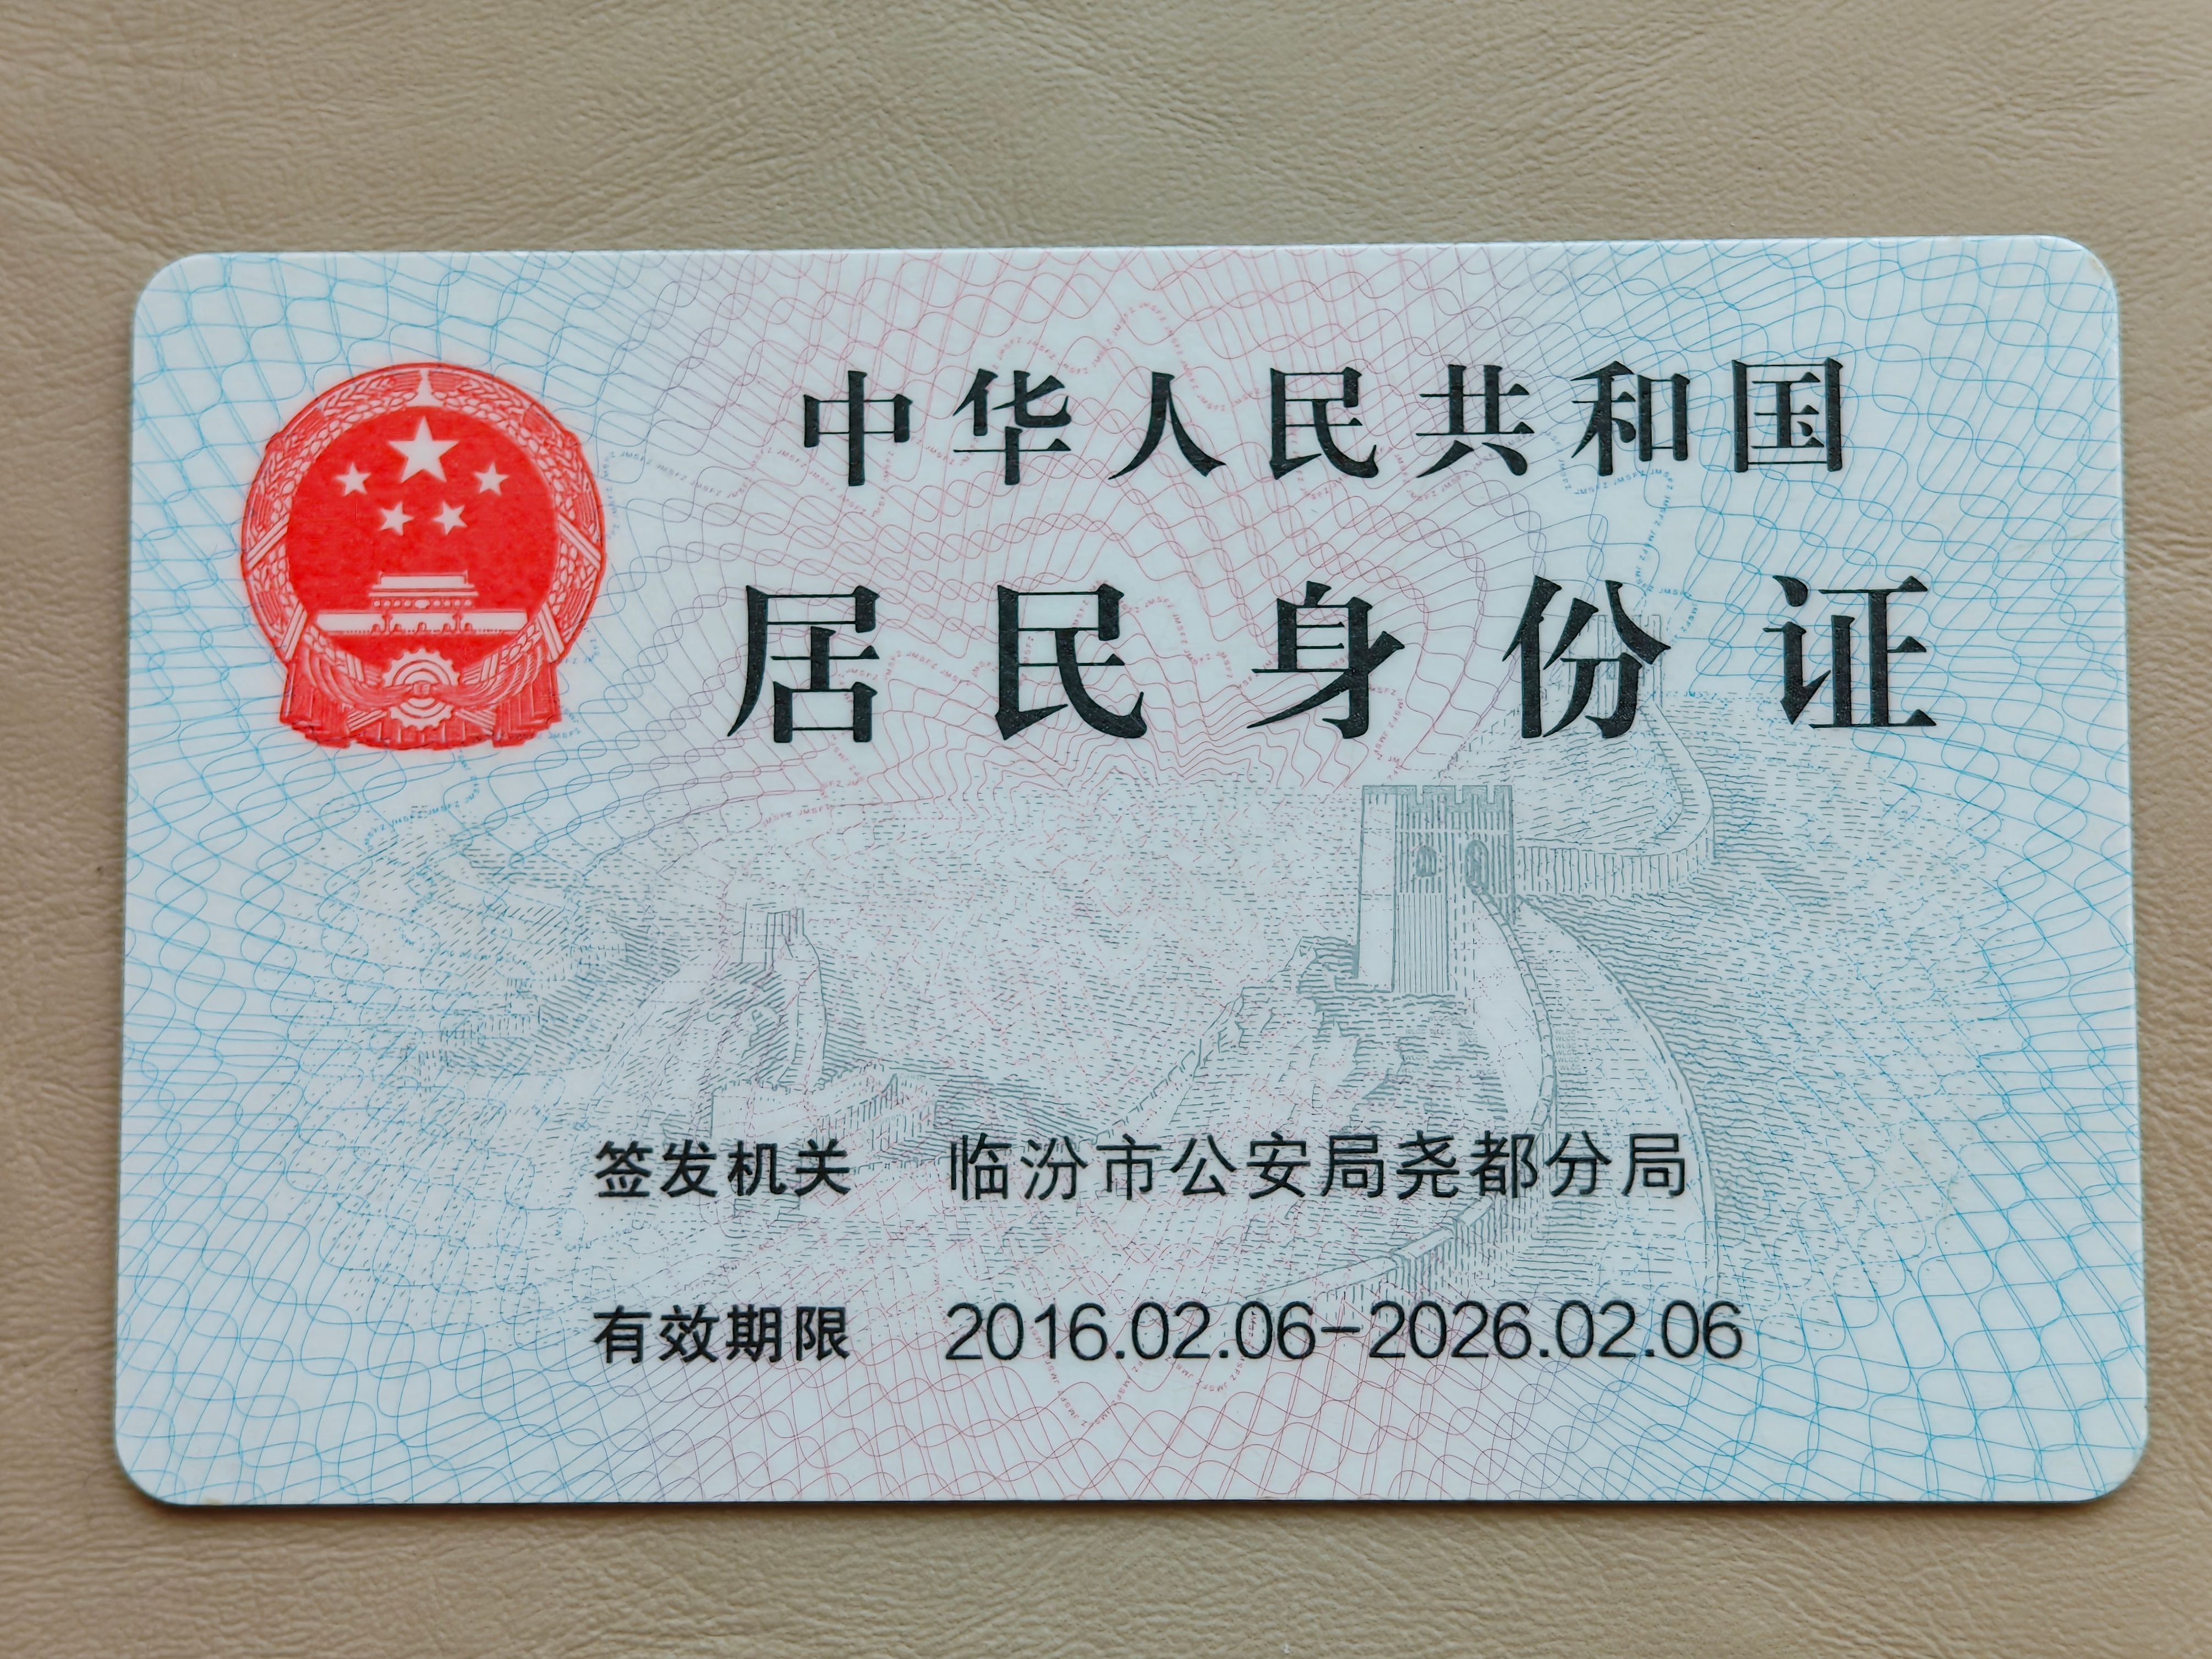 中华人民共和国
居民身份证
签发机关 临汾市公安局尧都分局
有效期限 2016.02.06-2026.02.06